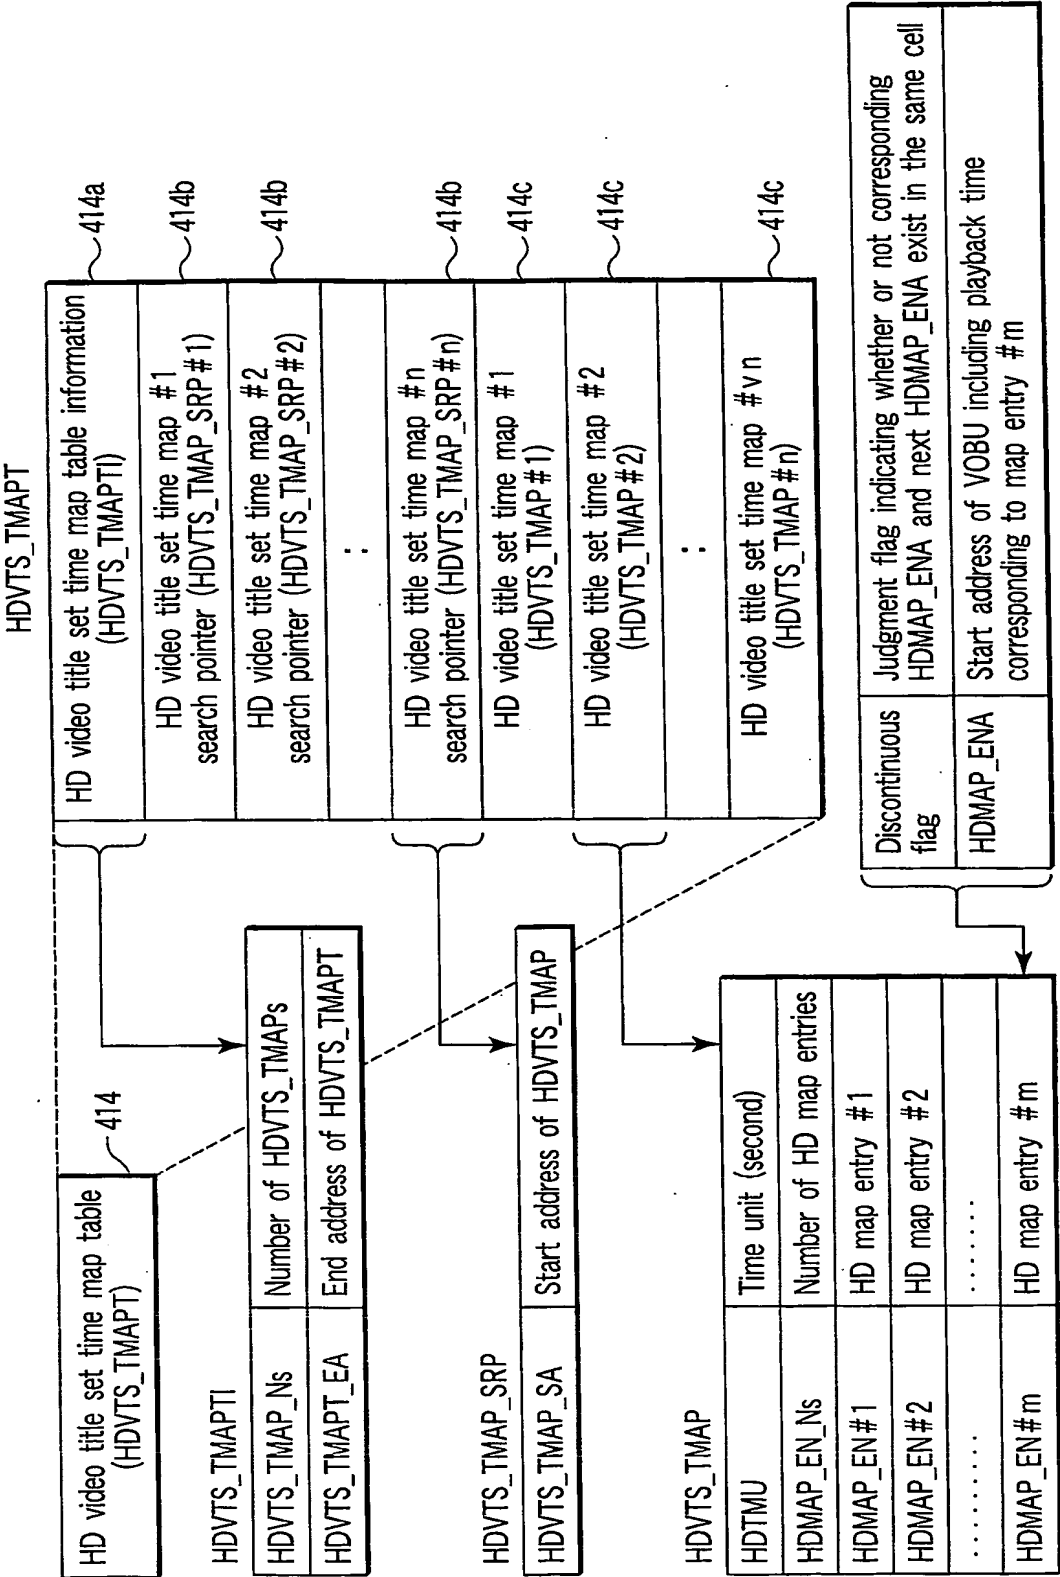 HD video title set time map table
(HDVTS_TMAPT)
414
HDVTS_TMAPT
HD video title set time map table information
(HDVTS_TMAPTI)
414a
HD video title set time map #1
search pointer (HDVTS_TMAP_SRP#1)
414b
HD video title set time map #2
search pointer (HDVTS_TMAP_SRP#2)
414b
:
HD video title set time map #n
search pointer (HDVTS_TMAP_SRP#n)
414b
HD video title set time map #1
(HDVTS_TMAP#1)
414c
HD video title set time map #2
(HDVTS_TMAP#2)
414c
:
HD video title set time map #v n
(HDVTS_TMAP#n)
414c
HDVTS_TMAPTI
HDVTS_TMAP_Ns Number of HDVTS_TMAPs
HDVTS_TMAPT_EA End address of HDVTS_TMAPT
HDVTS_TMAP_SRP
HDVTS_TMAP_SA Start address of HDVTS_TMAP
HDVTS_TMAP
HDTMU Time unit (second)
HDMAP_EN_Ns Number of HD map entries
HDMAP_EN#1 HD map entry #1
HDMAP_EN#2 HD map entry #2
......... .......
HDMAP_EN#m HD map entry #m
Discontinuous
flag
Judgment flag indicating whether or not corresponding
HDMAP_ENA and next HDMAP_ENA exist in the same cell
HDMAP_ENA
Start address of VOBU including playback time
corresponding to map entry #m